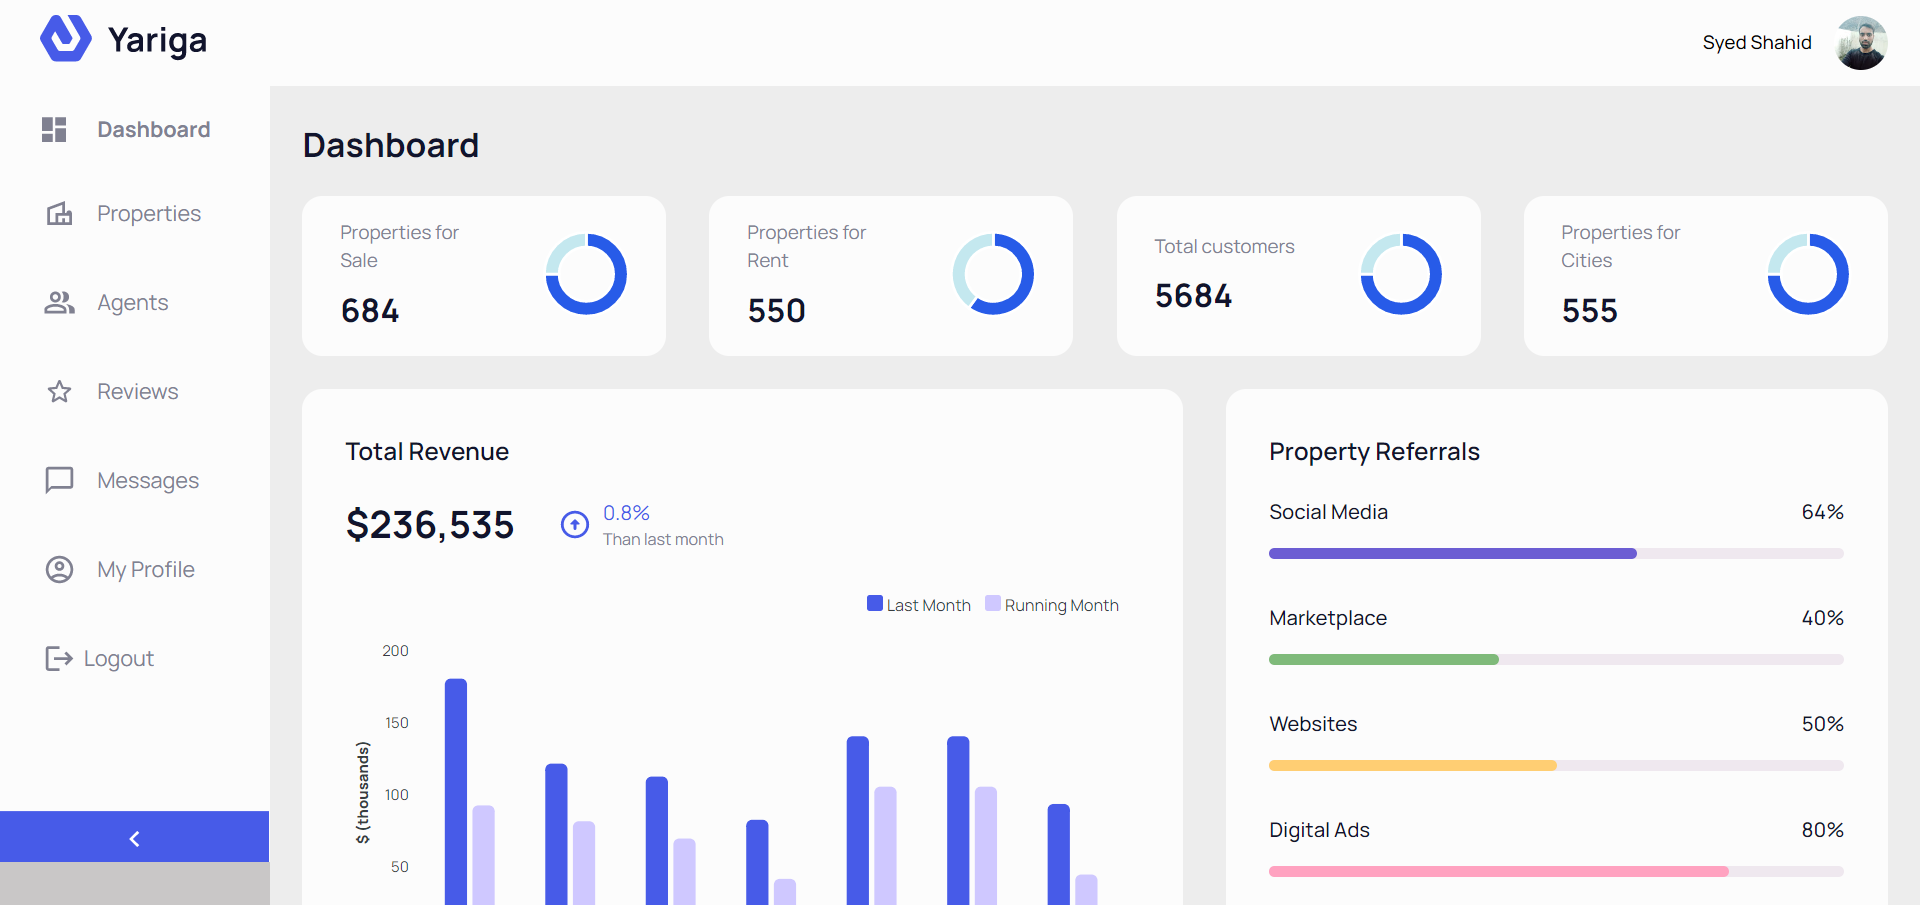 Yariga
Syed Shahid
Dashboard
Properties
Agents
Reviews
Messages
My Profile
Logout
Dashboard
Properties for
Sale
684
Properties for
Rent
550
Total customers
5684
Properties for
Cities
555
Total Revenue
$236,535
0.8%
Than last month
Last Month
Running Month
200
150
100
50
$ (thousands)
Property Referrals
Social Media
64%
Marketplace
40%
Websites
50%
Digital Ads
80%